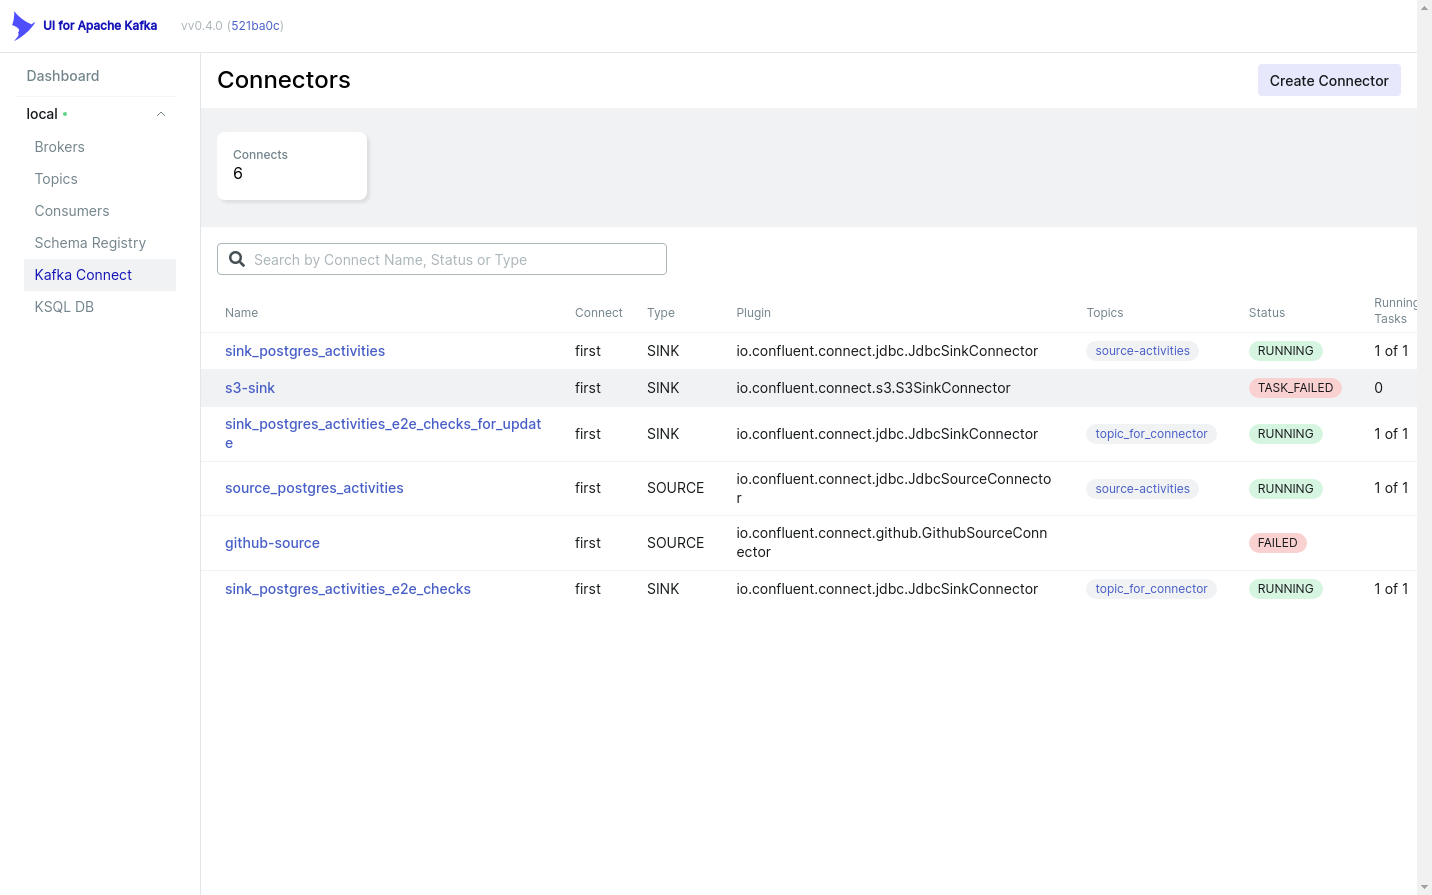 UI for Apache Kafka vv0.4.0 (521ba0c)
Dashboard
local
Brokers
Topics
Consumers
Schema Registry
Kafka Connect
KSQL DB
Connectors
Create Connector
Connects
6
Search by Connect Name, Status or Type
Name Connect Type Plugin Topics Status Running
Tasks
sink_postgres_activities first SINK io.confluent.connect.jdbc.JdbcSinkConnector source-activities RUNNING 1 of 1
s3-sink first SINK io.confluent.connect.s3.S3SinkConnector TASK_FAILED 0
sink_postgres_activities_e2e_checks_for_updat
e first SINK io.confluent.connect.jdbc.JdbcSinkConnector topic_for_connector RUNNING 1 of 1
source_postgres_activities first SOURCE io.confluent.connect.jdbc.JdbcSourceConnecto
r source-activities RUNNING 1 of 1
github-source first SOURCE io.confluent.connect.github.GithubSourceConn
ector FAILED
sink_postgres_activities_e2e_checks first SINK io.confluent.connect.jdbc.JdbcSinkConnector topic_for_connector RUNNING 1 of 1